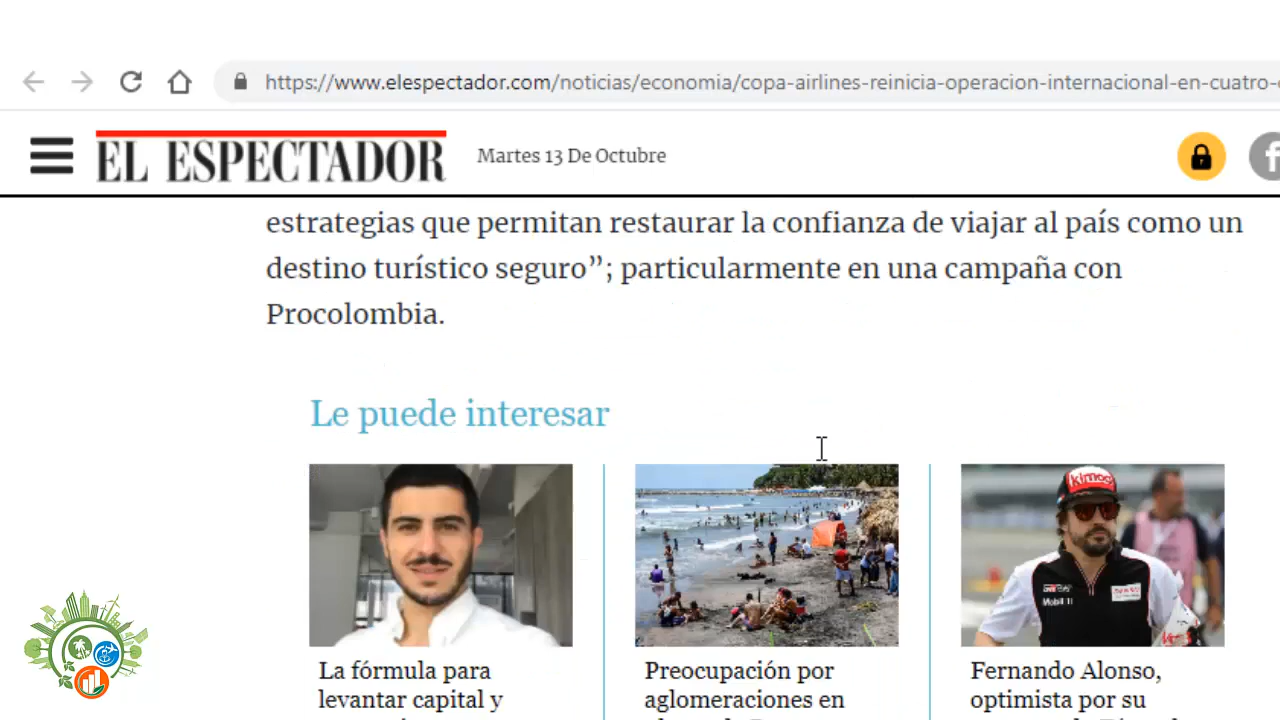 https://www.elespectador.com/noticias/economia/copa-airlines-reinicia-operacion-internacional-en-cuatro-
EL ESPECTADOR
Martes 13 De Octubre
estrategias que permitan restaurar la confianza de viajar al país como un
destino turístico seguro”; particularmente en una campaña con
Procolombia.
Le puede interesar
kimoa
Mobil 1
La fórmula para
levantar capital y
Preocupación por
aglomeraciones en
Fernando Alonso,
optimista por su